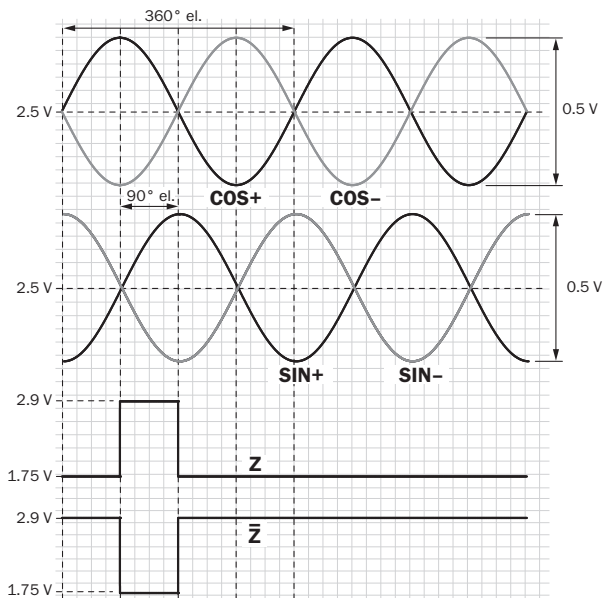 360° el.
2.5 V
0.5 V
COS+
COS–
90° el.
2.5 V
0.5 V
SIN+
SIN–
2.9 V
Z
1.75 V
2.9 V
Z̅
1.75 V